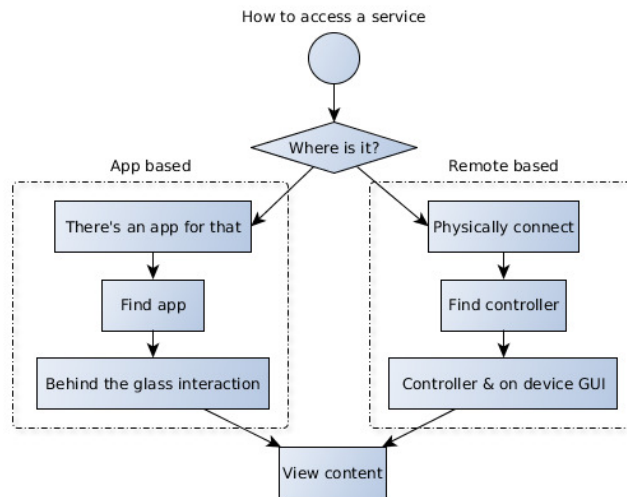 How to access a service
Where is it?
App based
There's an app for that
Find app
Behind the glass interaction
Remote based
Physically connect
Find controller
Controller & on device GUI
View content